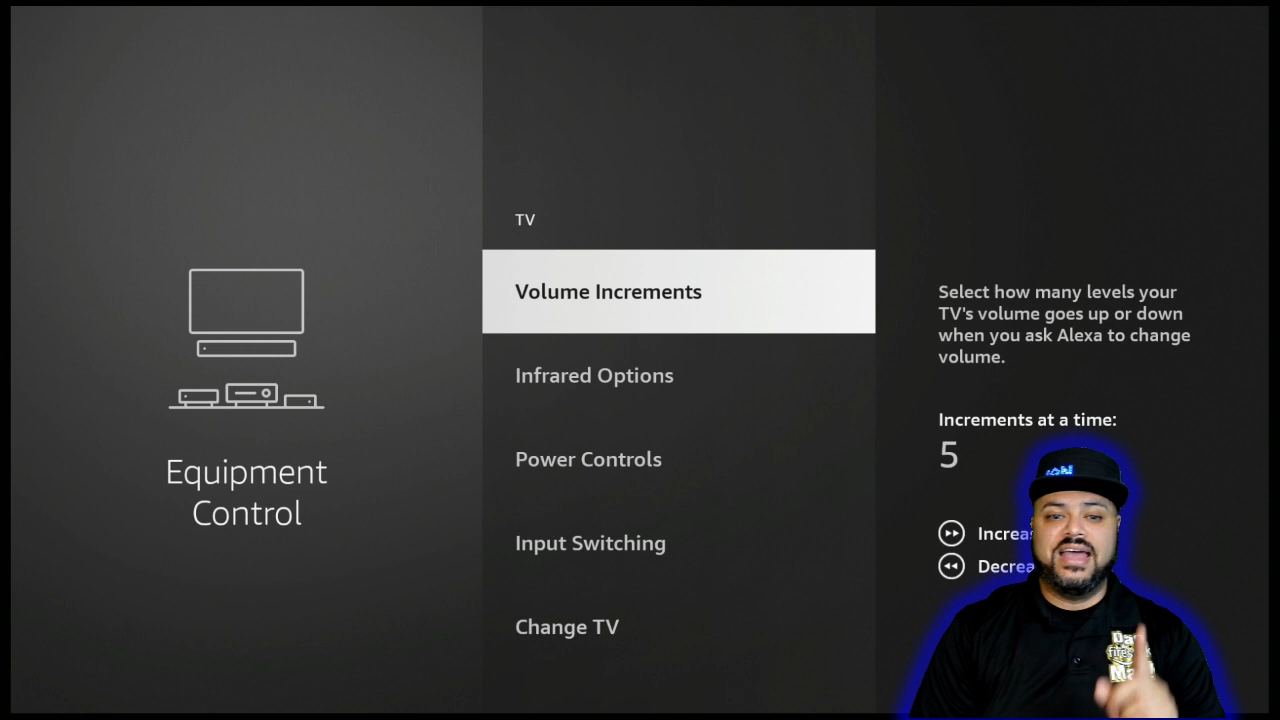 TV
Volume Increments
Infrared Options
Power Controls
Input Switching
Change TV
Equipment
Control
Select how many levels your
TV's volume goes up or down
when you ask Alexa to change
volume.
Increments at a time:
5